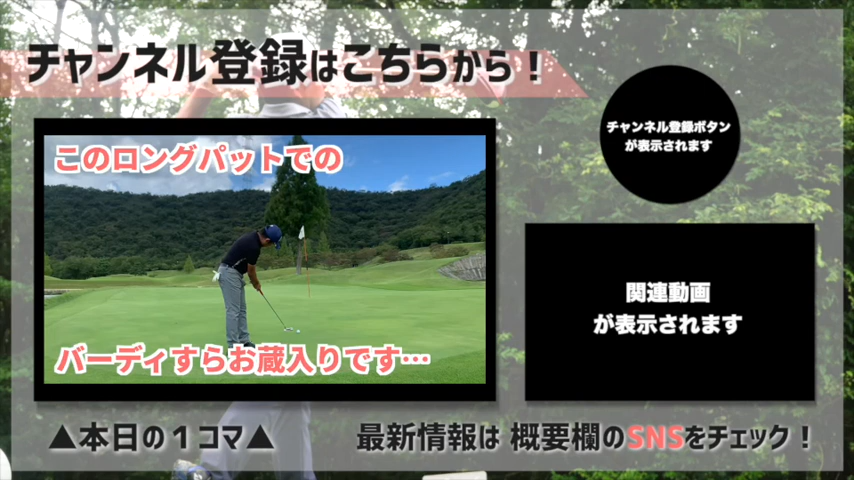 チャンネル登録はこちらから！
チャンネル登録ボタン
が表示されます
このロングパットでの
バーディすらお蔵入りです…
関連動画
が表示されます
▲本日の１コマ▲
最新情報は 概要欄のSNSをチェック！